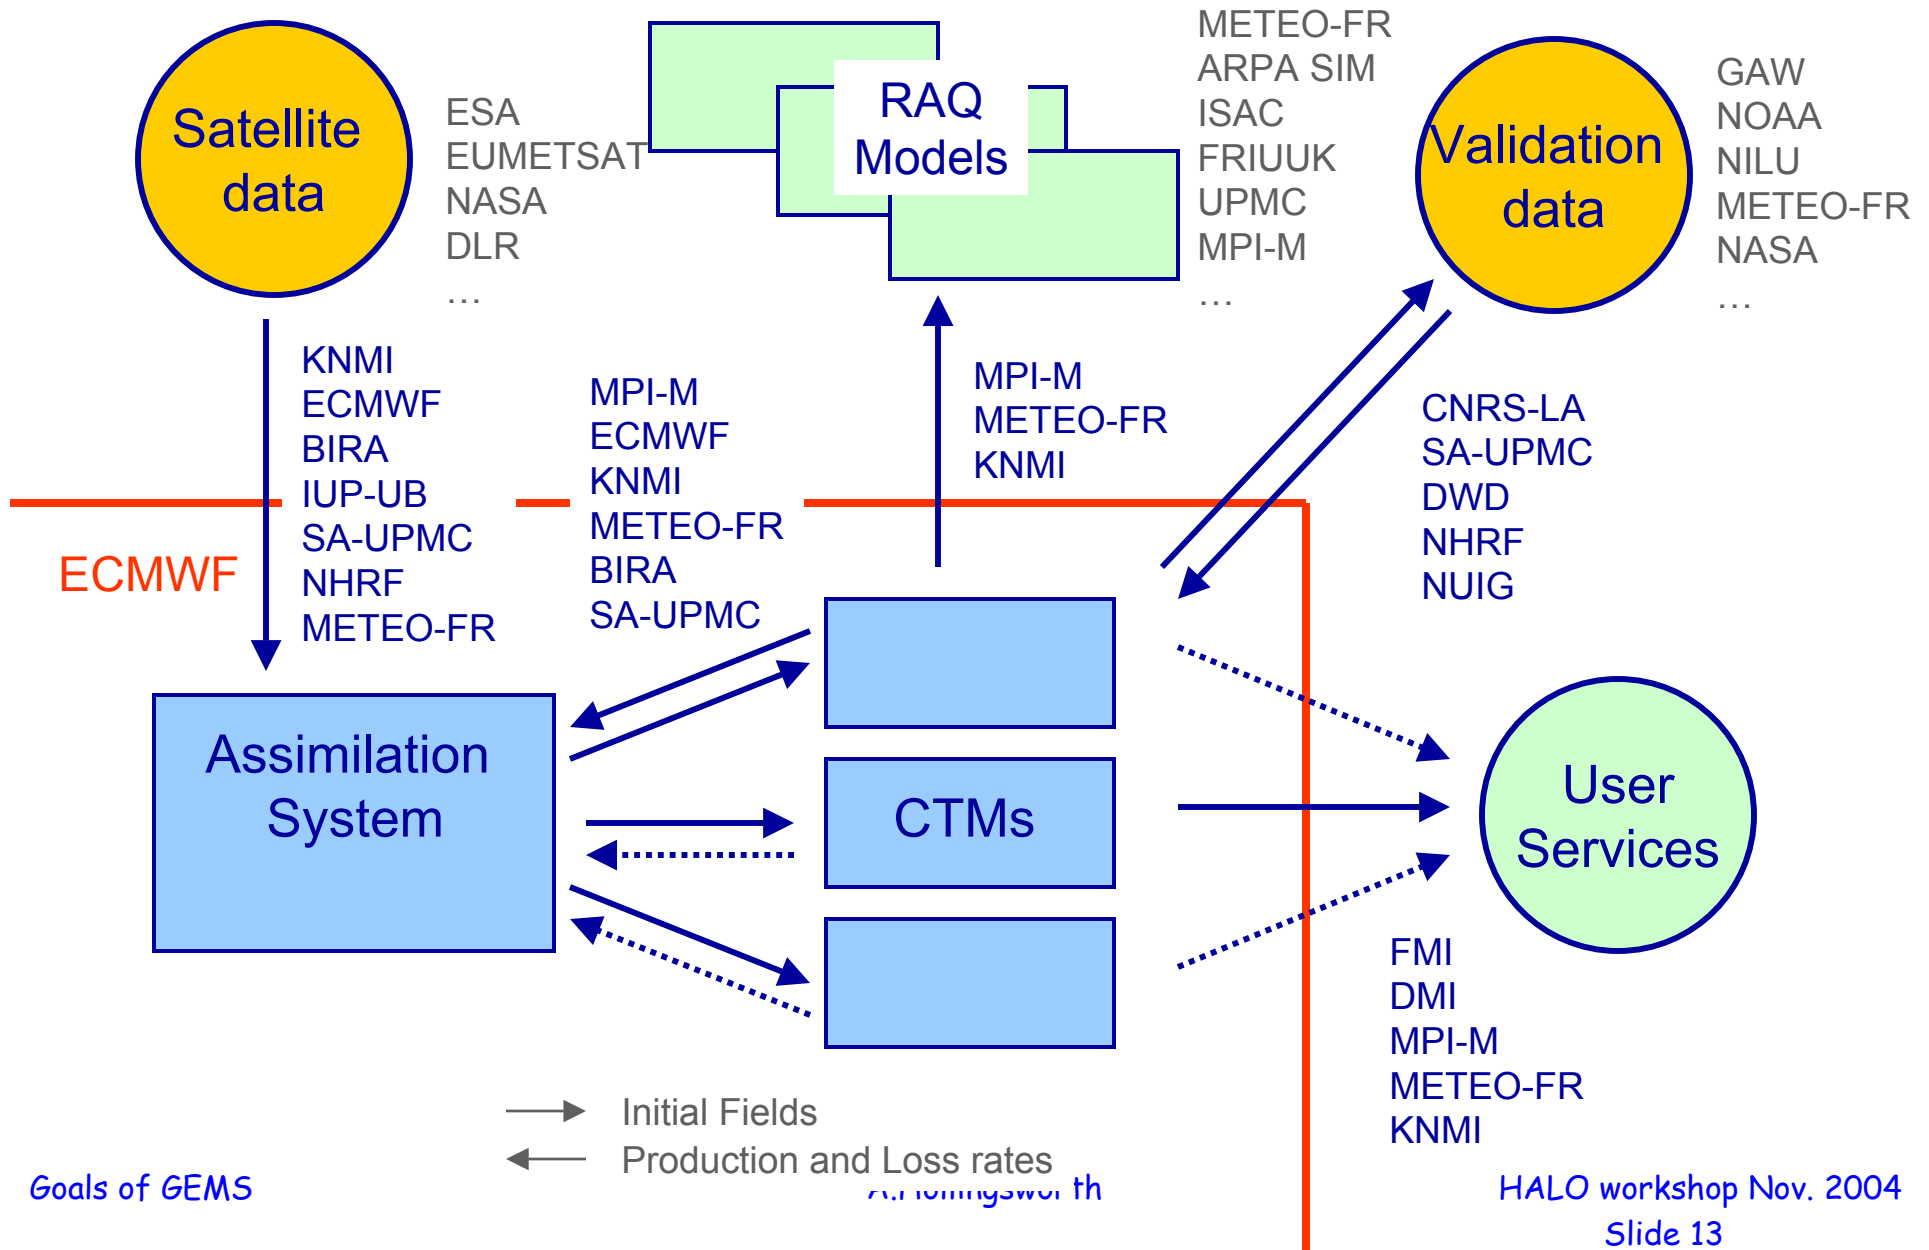 Satellite
data
ESA
EUMETSAT
NASA
DLR
…
RAQ
Models
METEO-FR
ARPA SIM
ISAC
FRIUUK
UPMC
MPI-M
…
Validation
data
GAW
NOAA
NILU
METEO-FR
NASA
…
KNMI
ECMWF
BIRA
IUP-UB
SA-UPMC
NHRF
METEO-FR
MPI-M
ECMWF
KNMI
METEO-FR
BIRA
SA-UPMC
MPI-M
METEO-FR
KNMI
CNRS-LA
SA-UPMC
DWD
NHRF
NUIG
ECMWF
Assimilation
System
CTMs
User
Services
FMI
DMI
MPI-M
METEO-FR
KNMI
Initial Fields
Production and Loss rates
Goals of GEMS
HALO workshop Nov. 2004
Slide 13